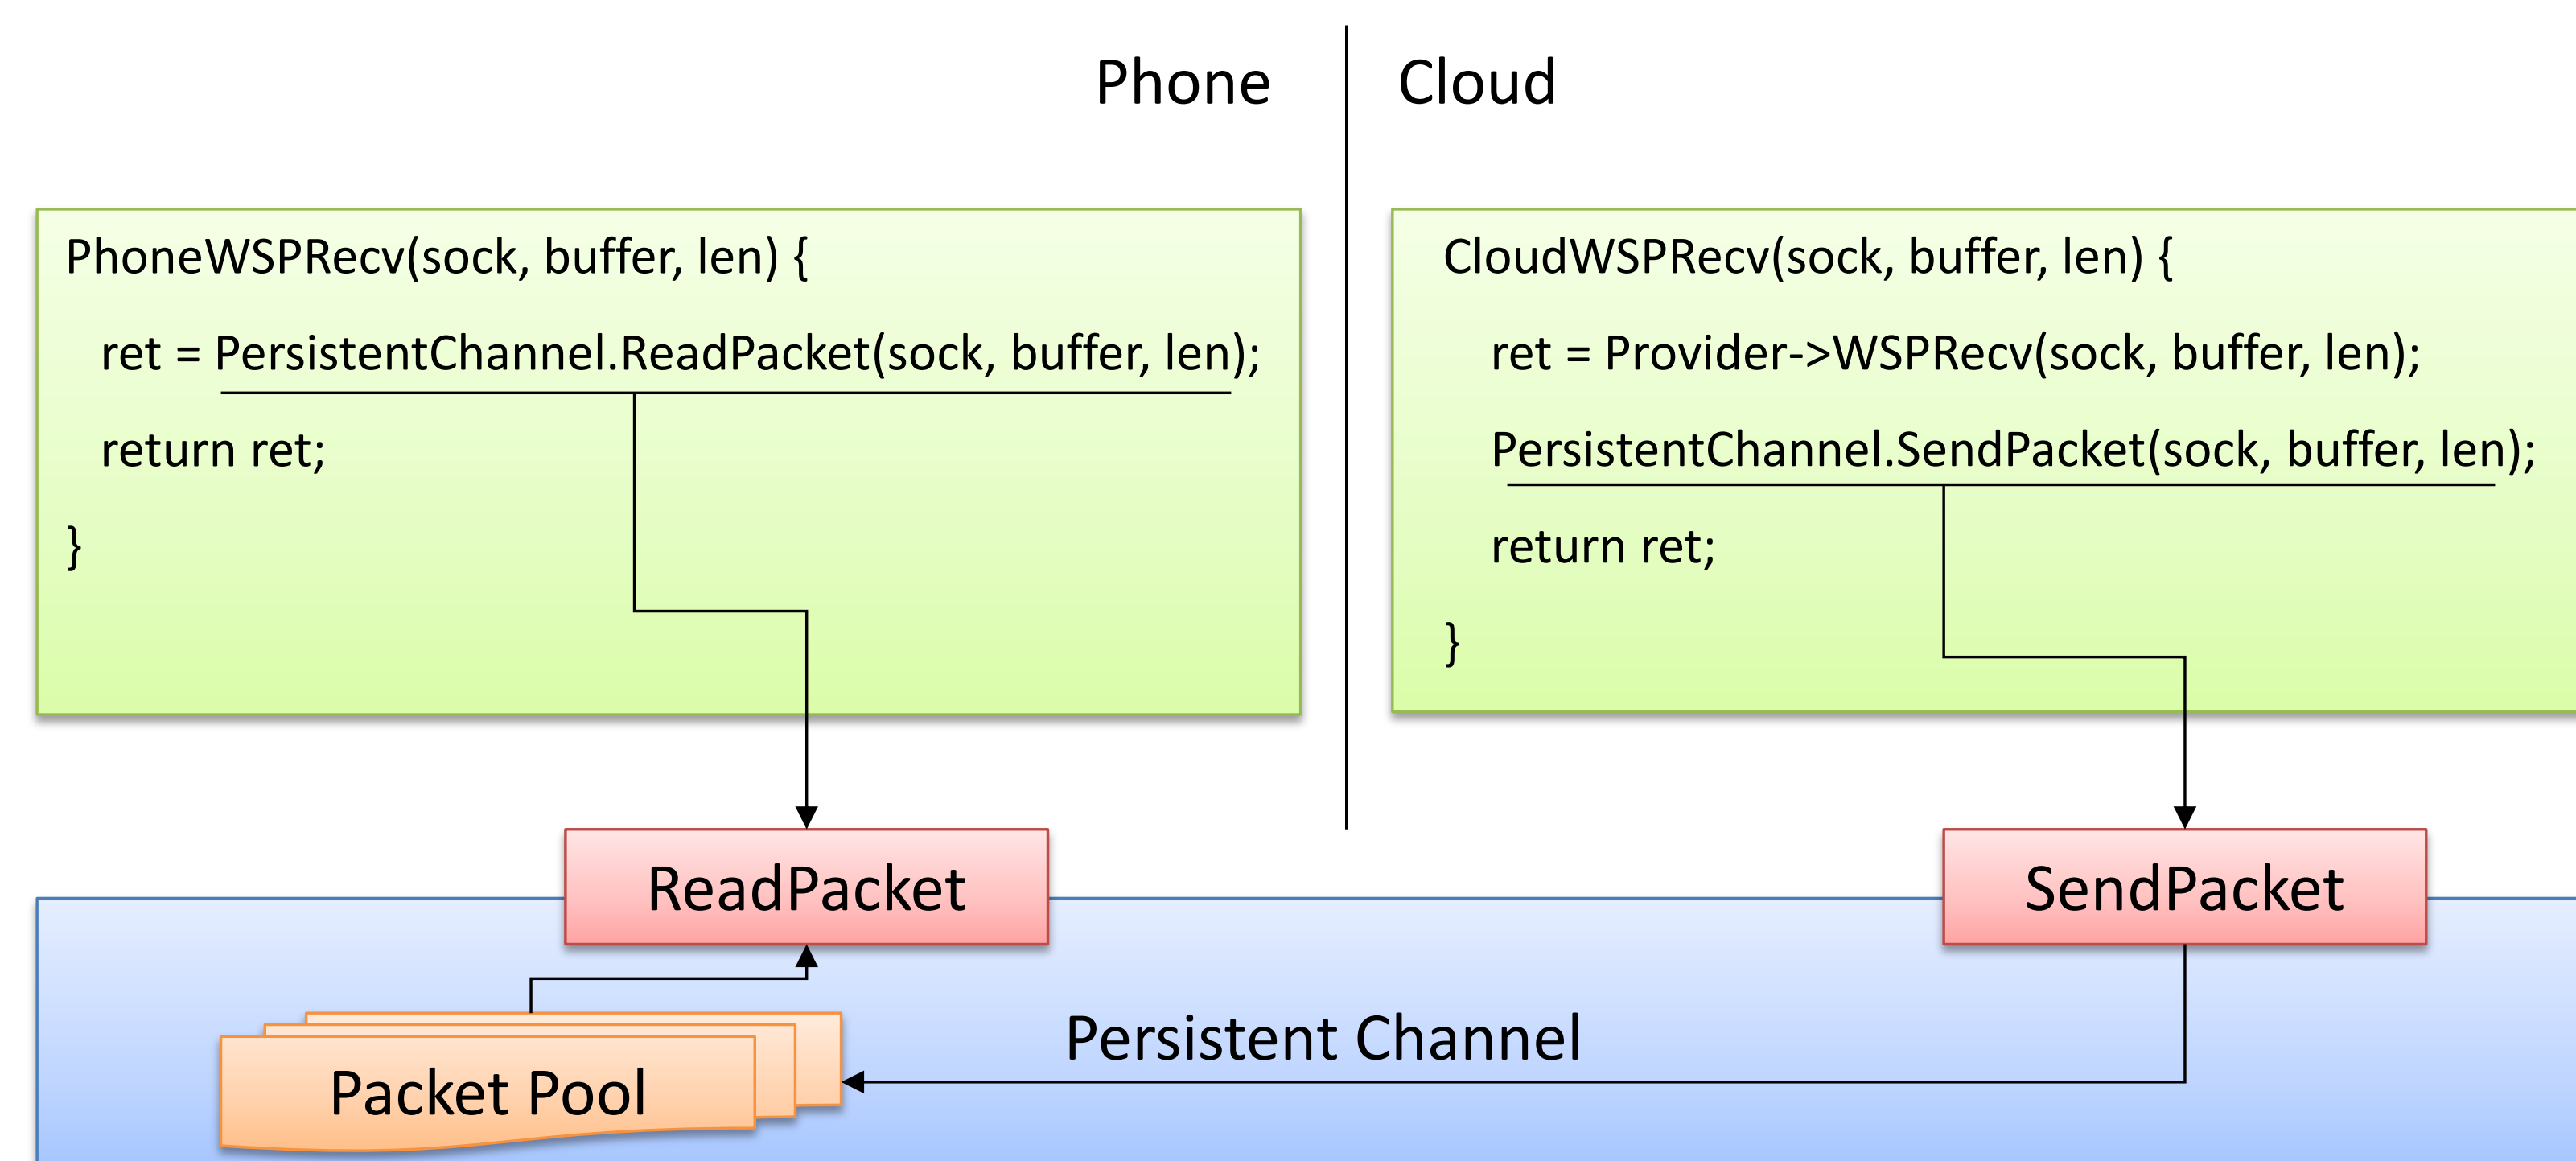 Phone
Cloud
PhoneWSPRecv(sock, buffer, len) {
ret = PersistentChannel.ReadPacket(sock, buffer, len);
return ret;
}
CloudWSPRecv(sock, buffer, len) {
ret = Provider->WSPRecv(sock, buffer, len);
PersistentChannel.SendPacket(sock, buffer, len);
return ret;
}
ReadPacket
SendPacket
Persistent Channel
Packet Pool